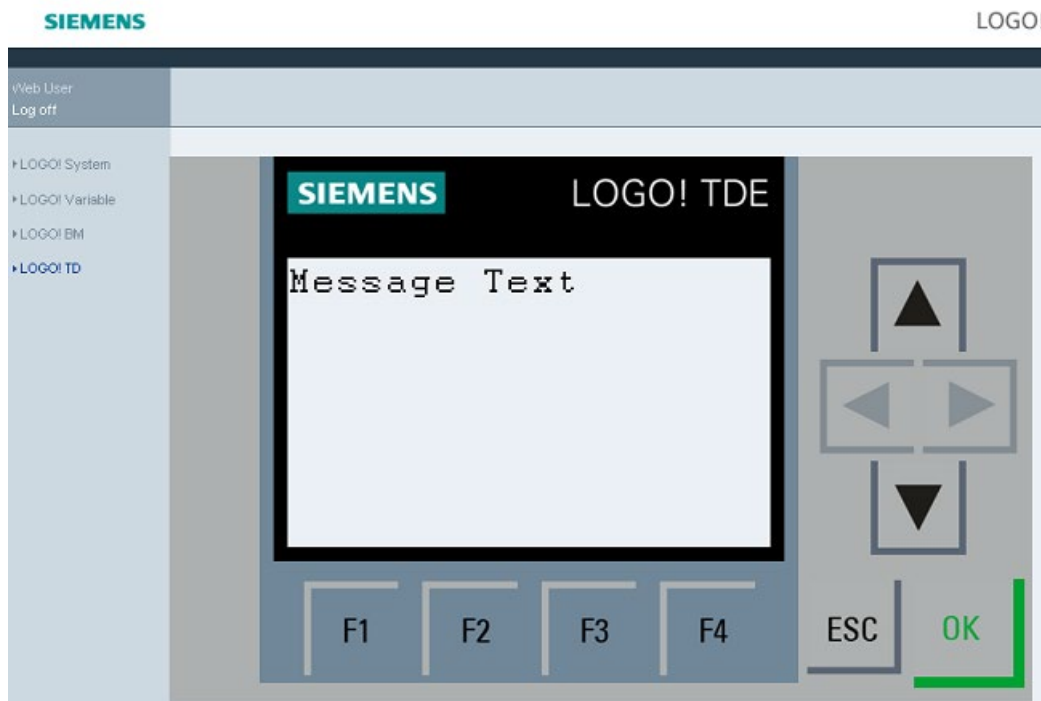 SIEMENS
LOGO!
Web User
Log off
LOGO! System
LOGO! Variable
LOGO! BM
LOGO! TD
SIEMENS LOGO! TDE
Message Text
F1 F2 F3 F4 ESC OK